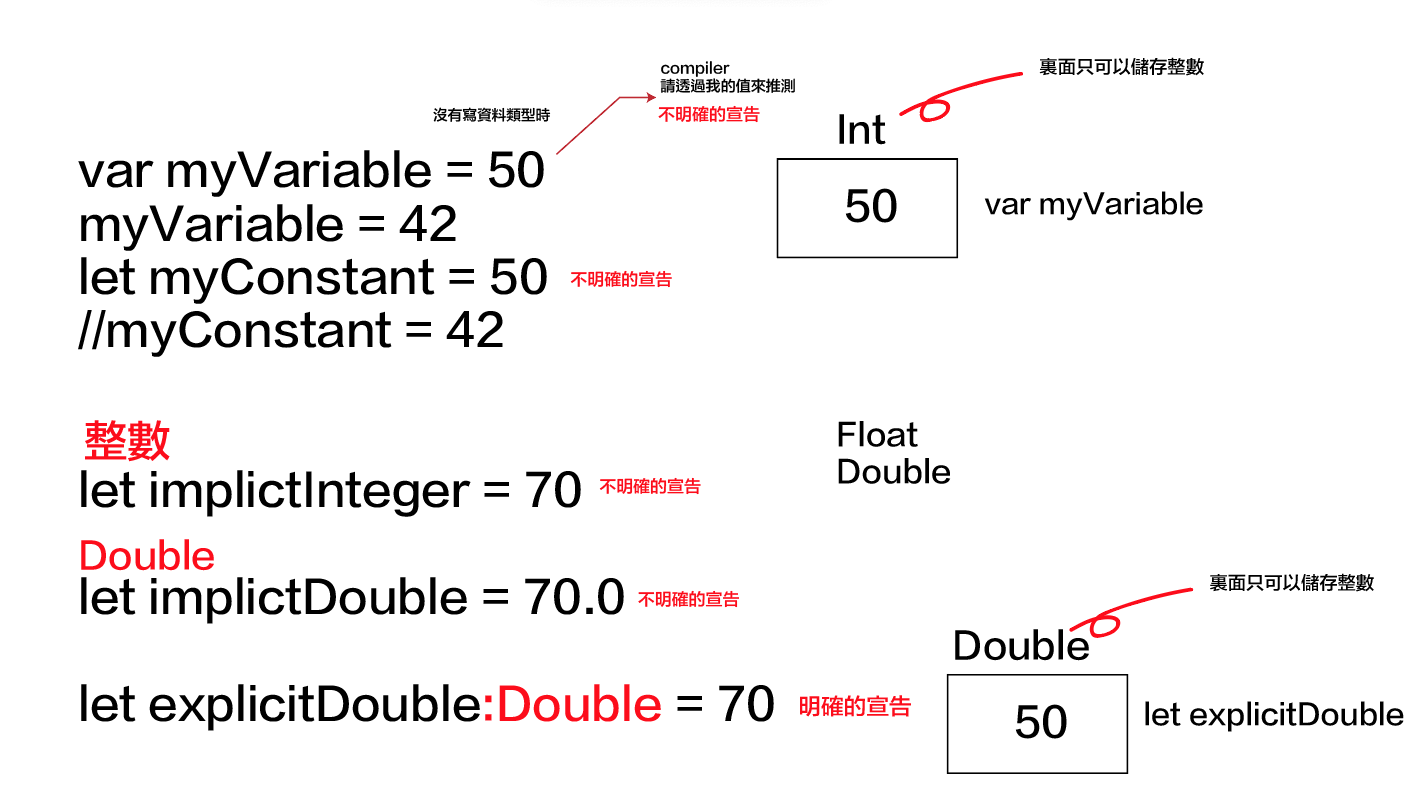 compiler
請透過我的值來推測
不明確的宣告
沒有寫資料類型時
var myVariable = 50
myVariable = 42
let myConstant = 50 不明確的宣告
//myConstant = 42
裏面只可以儲存整數
Int
50
var myVariable
整數
let implictInteger = 70 不明確的宣告
Float
Double
Double
let implictDouble = 70.0 不明確的宣告
let explicitDouble:Double = 70 明確的宣告
裏面只可以儲存整數
Double
50
let explicitDouble